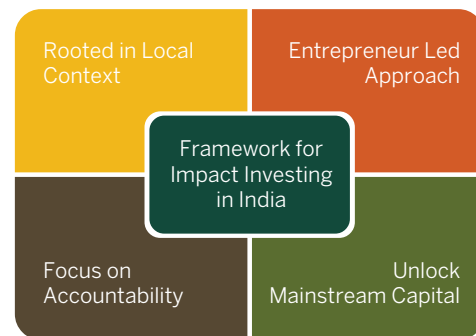 Rooted in Local
Context
Entrepreneur Led
Approach
Framework for
Impact Investing
in India
Focus on
Accountability
Unlock
Mainstream Capital